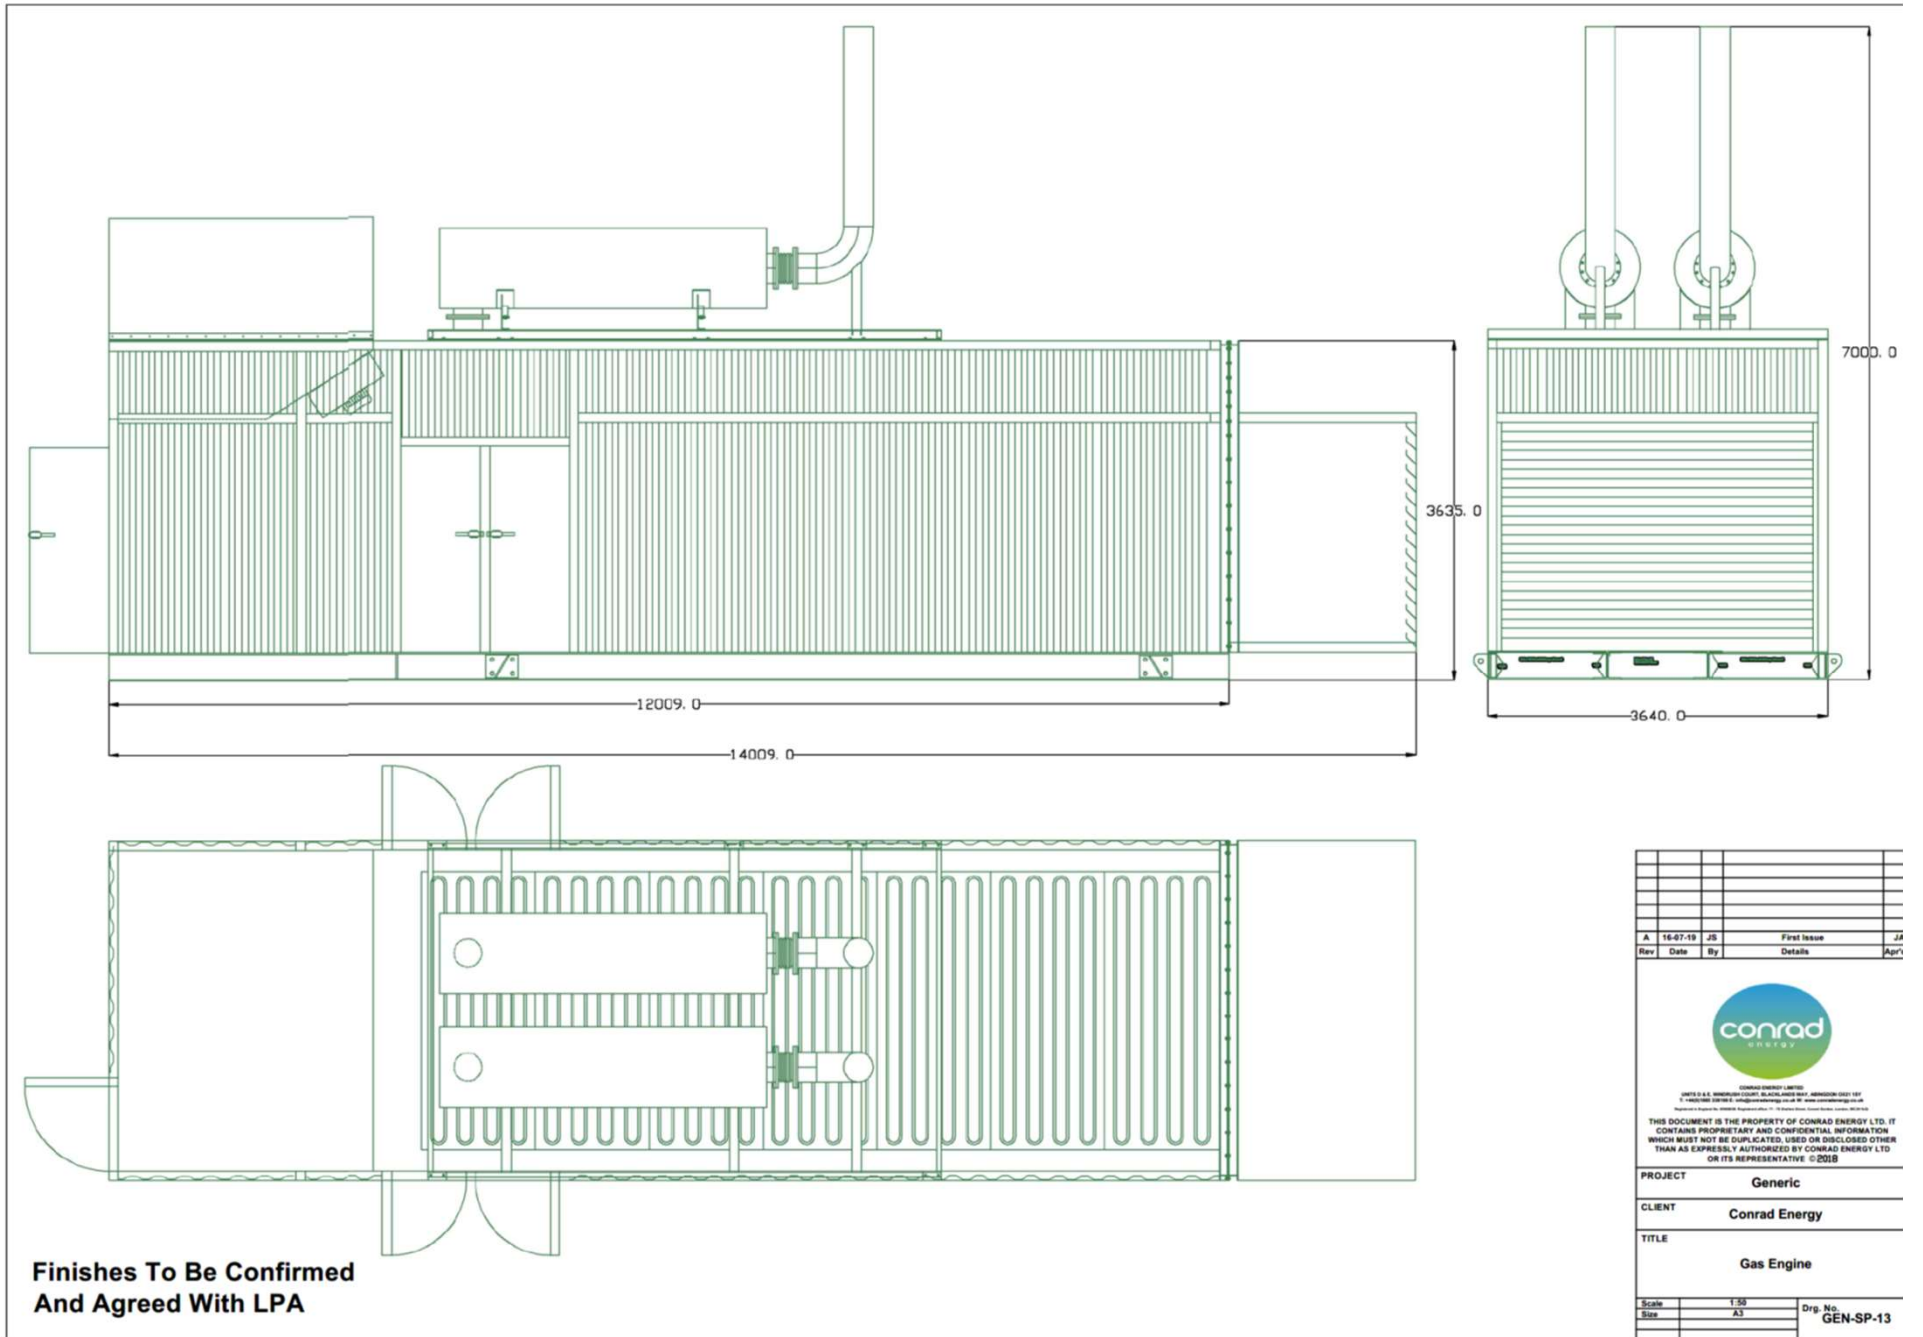 7000. 0
3635. 0
12009. 0
3640. 0
14009. 0
A 16-07-19 JS First Issue JA
Rev Date By Details
conrad
energy
CONRAD ENERGY LIMITED
THIS DOCUMENT IS THE PROPERTY OF CONRAD ENERGY LTD. IT
CONTAINS PROPRIETARY AND CONFIDENTIAL INFORMATION
WHICH MUST NOT BE DUPLICATED, USED OR DISCLOSED OTHER
THAN AS EXPRESSLY AUTHORIZED BY CONRAD ENERGY LTD
OR ITS REPRESENTATIVE ©2018
PROJECT
Generic
CLIENT
Conrad Energy
TITLE
Gas Engine
Scale 1:50
Size A3
Drg. No.
GEN-SP-13
Finishes To Be Confirmed
And Agreed With LPA